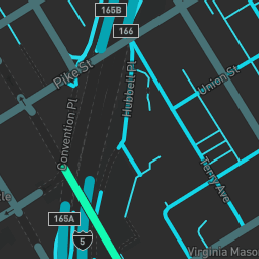 165B
166
Pike St
Hubbell Pl
Union St
Convention Pl
Terry Ave
165A
5
Virginia Maso